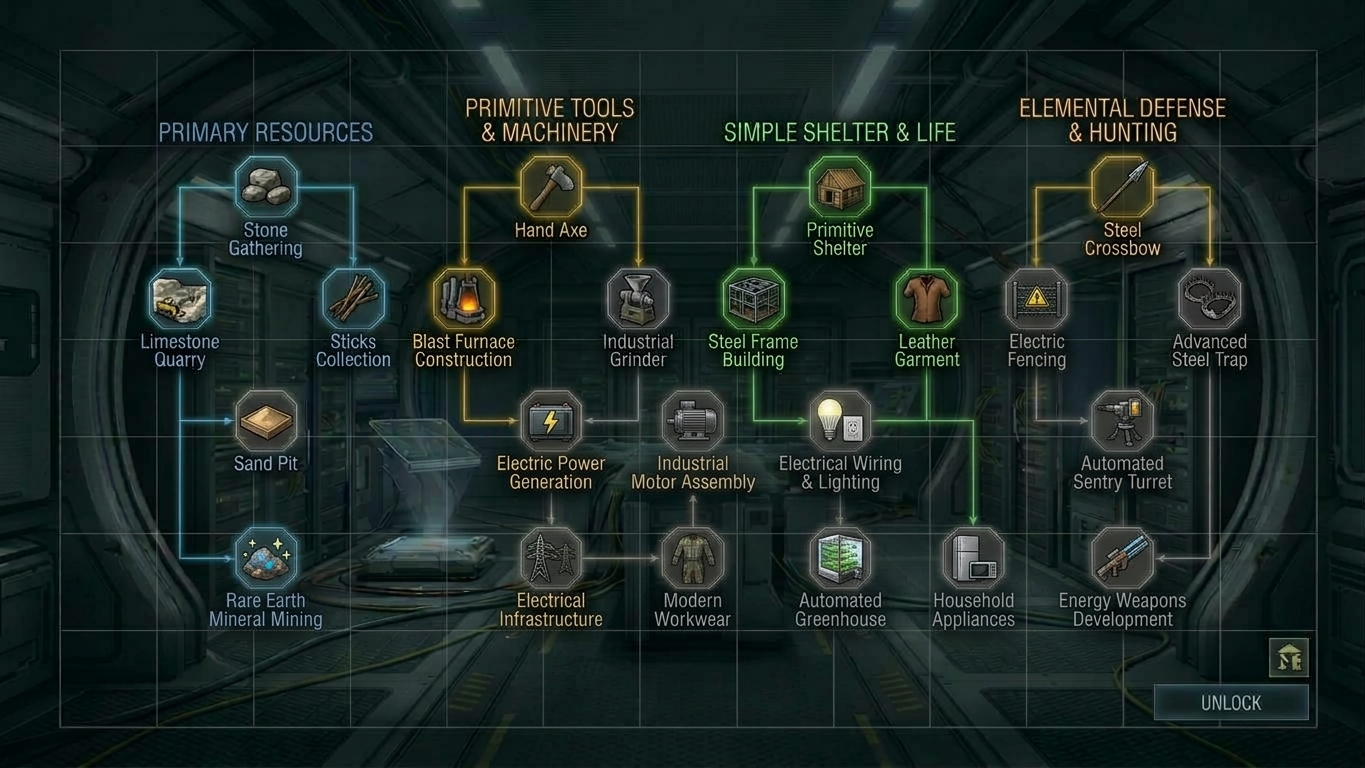 PRIMARY RESOURCES
PRIMITIVE TOOLS
& MACHINERY
SIMPLE SHELTER & LIFE
ELEMENTAL DEFENSE
& HUNTING
Stone
Gathering
Hand Axe
Primitive
Shelter
Steel
Crossbow
Limestone
Quarry
Sticks
Collection
Blast Furnace
Construction
Industrial
Grinder
Steel Frame
Building
Leather
Garment
Electric
Fencing
Advanced
Steel Trap
Sand Pit
Electric Power
Generation
Industrial
Motor Assembly
Electrical Wiring
& Lighting
Automated
Sentry Turret
Rare Earth
Mineral Mining
Electrical
Infrastructure
Modern
Workwear
Automated
Greenhouse
Household
Appliances
Energy Weapons
Development
UNLOCK